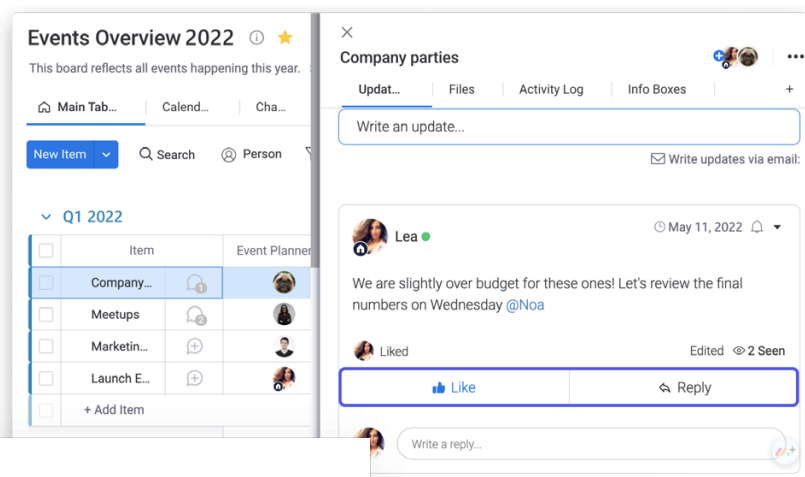 Events Overview 2022
This board reflects all events happening this year.
Main Tab...
Calend...
Cha...
New Item
Search
Person
Q1 2022
Item
Event Planner
Company...
1
Meetups
2
Marketin...
Launch E...
+ Add Item
Company parties
Updat...
Files
Activity Log
Info Boxes
+
Write an update...
Write updates via email:
Lea
May 11, 2022
We are slightly over budget for these ones! Let's review the final
numbers on Wednesday @Noa
Liked
Edited
2 Seen
Like
Reply
Write a reply...